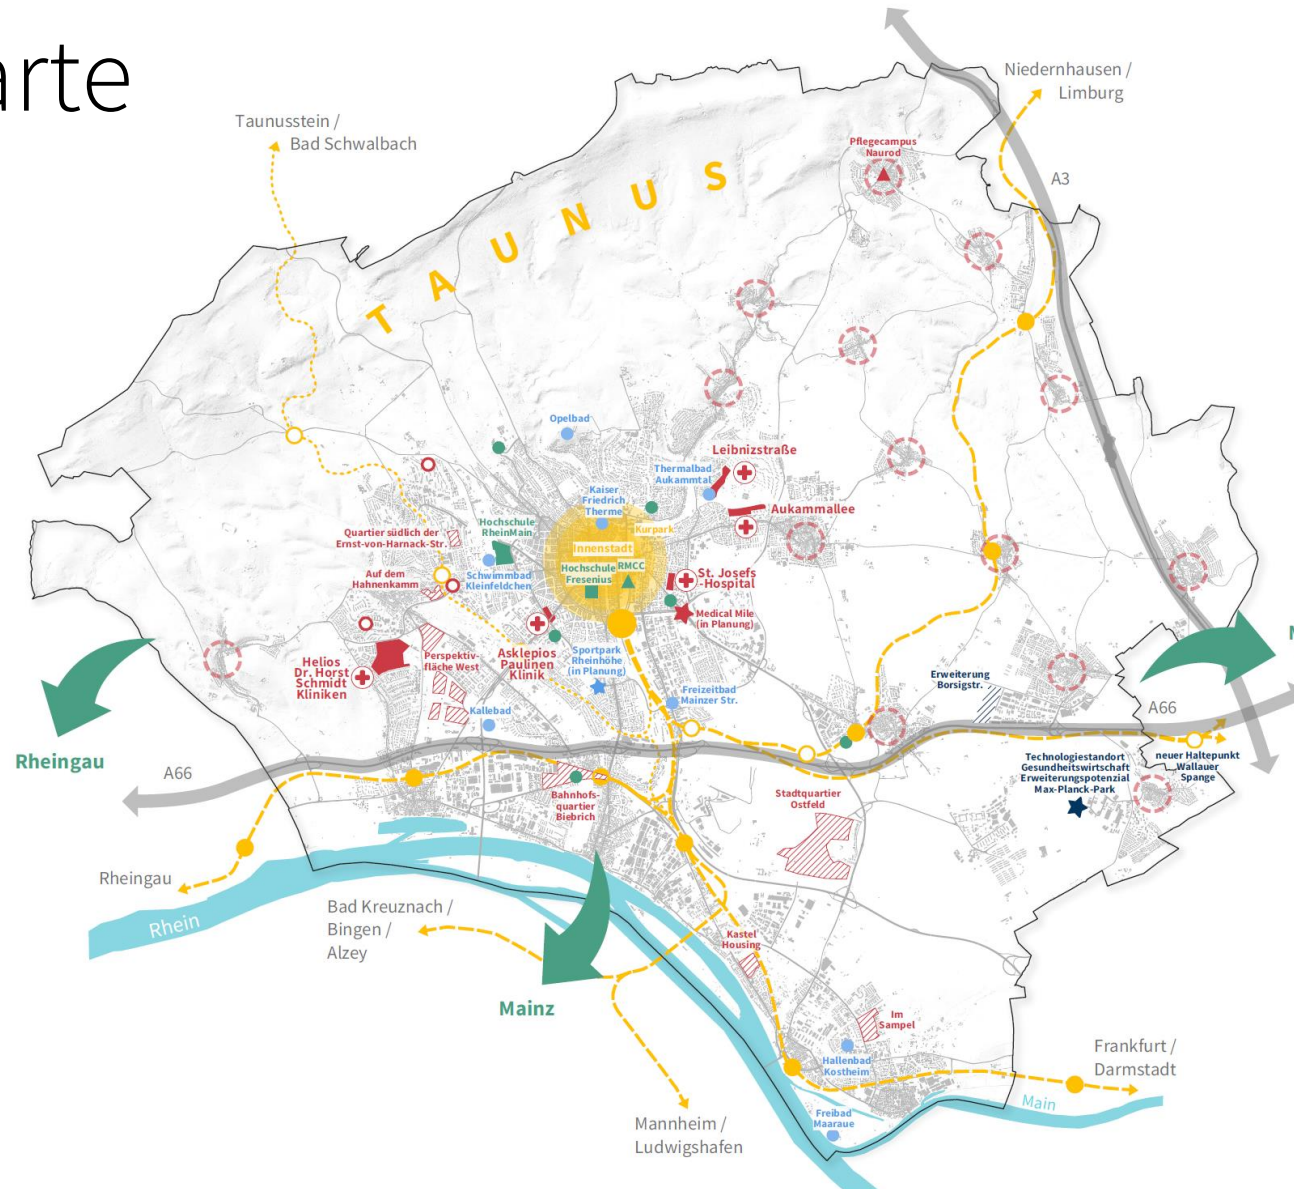 arte
Niedernhausen /
Limburg
Taunusstein /
Bad Schwalbach
Pflegecampus
Naurod
A3
TAUNUS
Opelbad
Leibnizstraße
Thermalbad
Aukammtal
Kaiser
Friedrich
Therme
Aukammallee
Hochschule
RheinMain
Kurpark
Quartier südlich der
Ernst-von-Harnack-Str.
Innenstadt
Hochschule
Fresenius
RMCC
St. Josefs
-Hospital
Auf dem
Hahnenkamm
Schwimmbad
Kleinfeldchen
Medical Mile
(in Planung)
Helios
Dr. Horst
Schmidt
Kliniken
Perspektiv-
fläche West
Asklepios
Paulinen
Klinik
Sportpark
Rheinhöhe
(in Planung)
Freizeitbad
Mainzer Str.
Erweiterung
Borsigstr.
Kallebad
A66
Rheingau
A66
Technologiestandort
Gesundheitswirtschaft
Erweiterungspotenzial
Max-Planck-Park
neuer Haltepunkt
Wallauer
Spange
Bahnhofs-
quartier
Biebrich
Stadtquartier
Ostfeld
Rheingau
Rhein
Bad Kreuznach /
Bingen /
Alzey
Kastel
Housing
Mainz
Im
Sampel
Hallenbad
Kostheim
Frankfurt /
Darmstadt
Main
Freibad
Maaraue
Mannheim /
Ludwigshafen